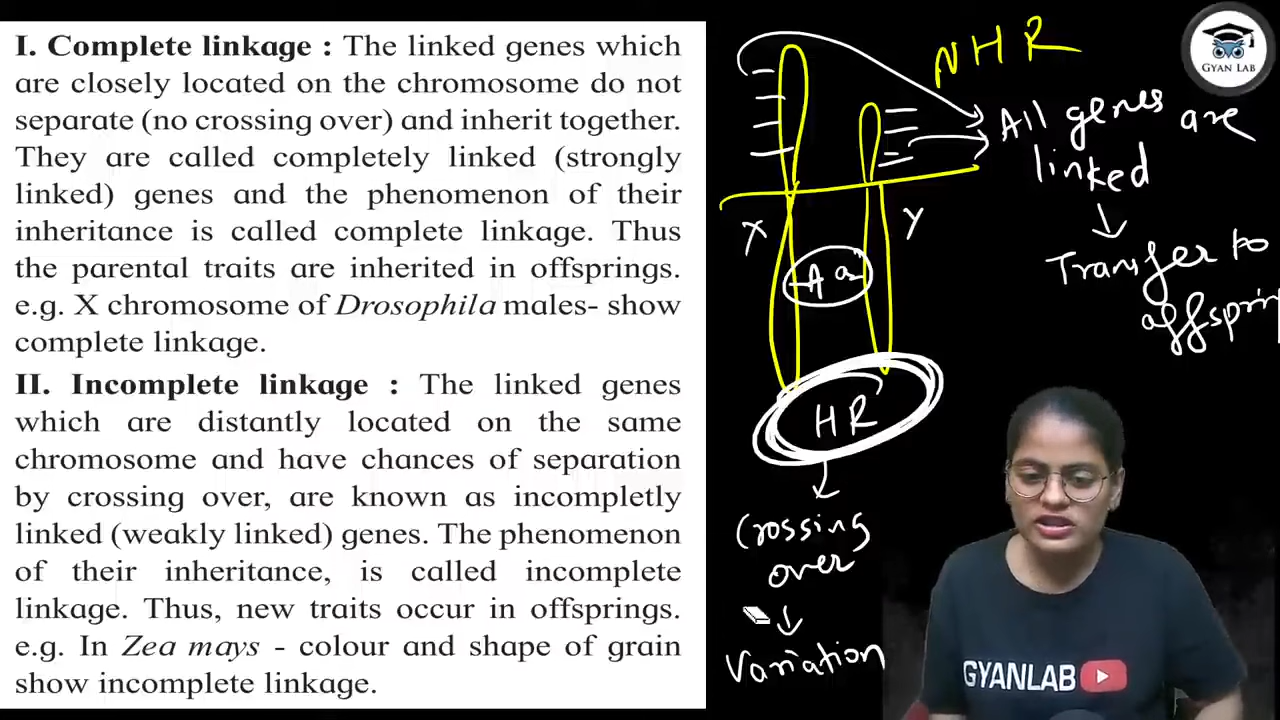 I. Complete linkage : The linked genes which
are closely located on the chromosome do not
separate (no crossing over) and inherit together.
They are called completely linked (strongly
linked) genes and the phenomenon of their
inheritance is called complete linkage. Thus
the parental traits are inherited in offsprings.
e.g. X chromosome of Drosophila males- show
complete linkage.
II. Incomplete linkage : The linked genes
which are distantly located on the same
chromosome and have chances of separation
by crossing over, are known as incompletly
linked (weakly linked) genes. The phenomenon
of their inheritance, is called incomplete
linkage. Thus, new traits occur in offsprings.
e.g. In Zea mays - colour and shape of grain
show incomplete linkage.
NHR
GYAN LAB
All genes are
linked
Transfer to
offsprin
X
Y
A a
HR
Crossing
over
Variation
GYANLAB